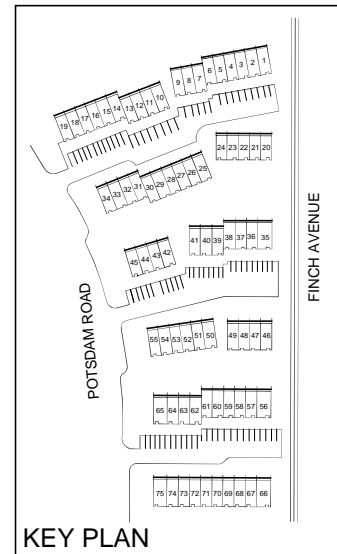 6 5 4 3 2 1
9 8 7
13 12 11 10
19 18 17 16 15 14
24 23 22 21 20
30 29 28 27 26 25
34 33 32 31
38 37 36 35
41 40 39
45 44 43 42
FINCH AVENUE
POTSDAM ROAD
55 54 53 52 51 50
49 48 47 46
65 64 63 62 61 60 59 58 57 56
75 74 73 72 71 70 69 68 67 66
KEY PLAN